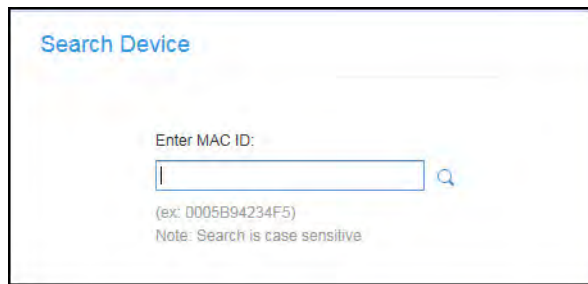 Search Device
Enter MAC ID:
(ex: 0005B94234F5)
Note: Search is case sensitive